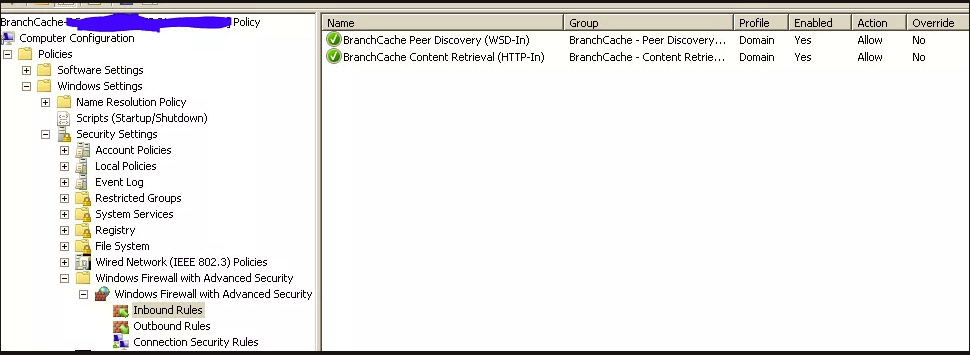 BranchCache- Policy
Computer Configuration
Policies
Software Settings
Windows Settings
Name Resolution Policy
Scripts (Startup/Shutdown)
Security Settings
Account Policies
Local Policies
Event Log
Restricted Groups
System Services
Registry
File System
Wired Network (IEEE 802.3) Policies
Windows Firewall with Advanced Security
Windows Firewall with Advanced Security
Inbound Rules
Outbound Rules
Connection Security Rules
Name Group Profile Enabled Action Override
BranchCache Peer Discovery (WSD-In) BranchCache - Peer Discovery... Domain Yes Allow No
BranchCache Content Retrieval (HTTP-In) BranchCache - Content Retrie... Domain Yes Allow No